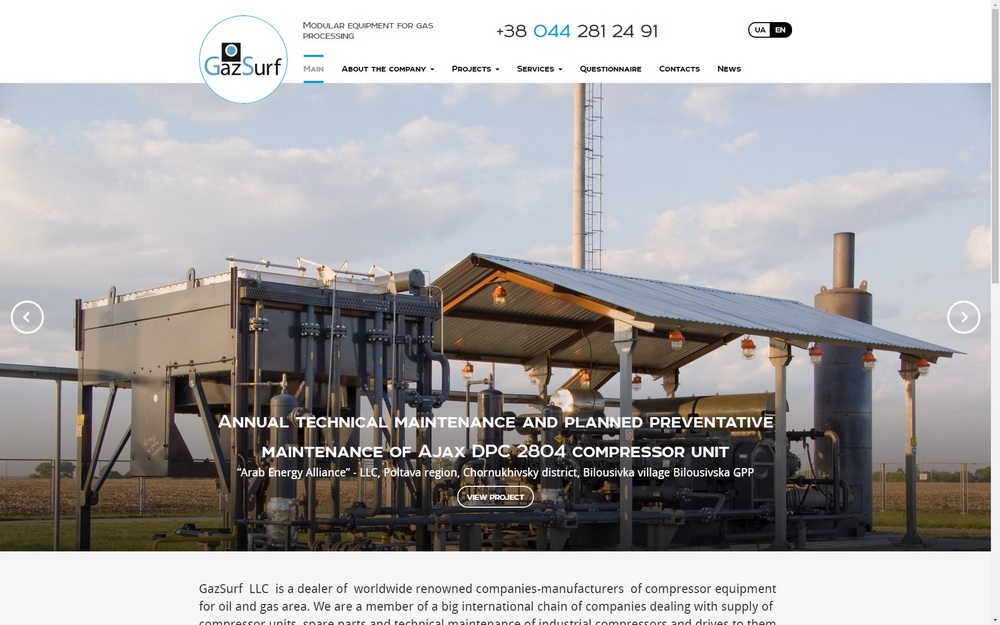 GazSurf
Modular equipment for gas
processing
+38 044 281 24 91
UA EN
Main About the company Projects Services Questionnaire Contacts News
Annual technical maintenance and planned preventative
maintenance of Ajax DPC 2804 compressor unit
“Arab Energy Alliance” - LLC, Poltava region, Chornukhivsky district, Bilousivka village Bilousivska GPP
view project
GazSurf LLC is a dealer of worldwide renowned companies-manufacturers of compressor equipment
for oil and gas area. We are a member of a big international chain of companies dealing with supply of
compressor units, spare parts and technical maintenance of industrial compressors and drives to them